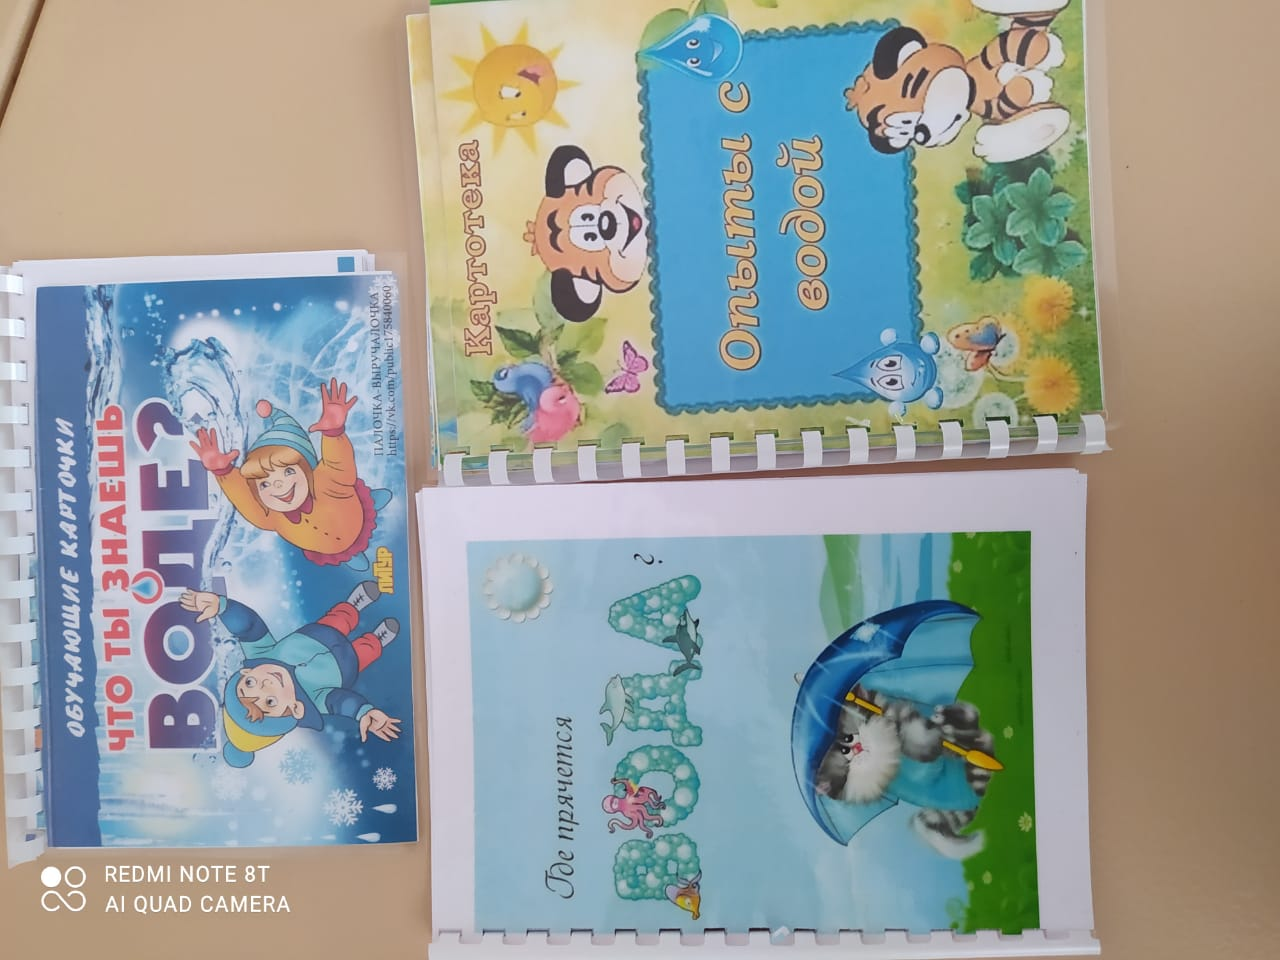 ОБУЧАЮЩИЕ КАРТОЧКИ
ЧТО ТЫ ЗНАЕШЬ
О ВОДЕ?
ПАЛОЧКА-ВЫРУЧАЛОЧКА
https://vk.com/public175840060
ЛИТУР
Картотека
Опыты с
водой
Где прячется
ВОДА ?
REDMI NOTE 8T
AI QUAD CAMERA